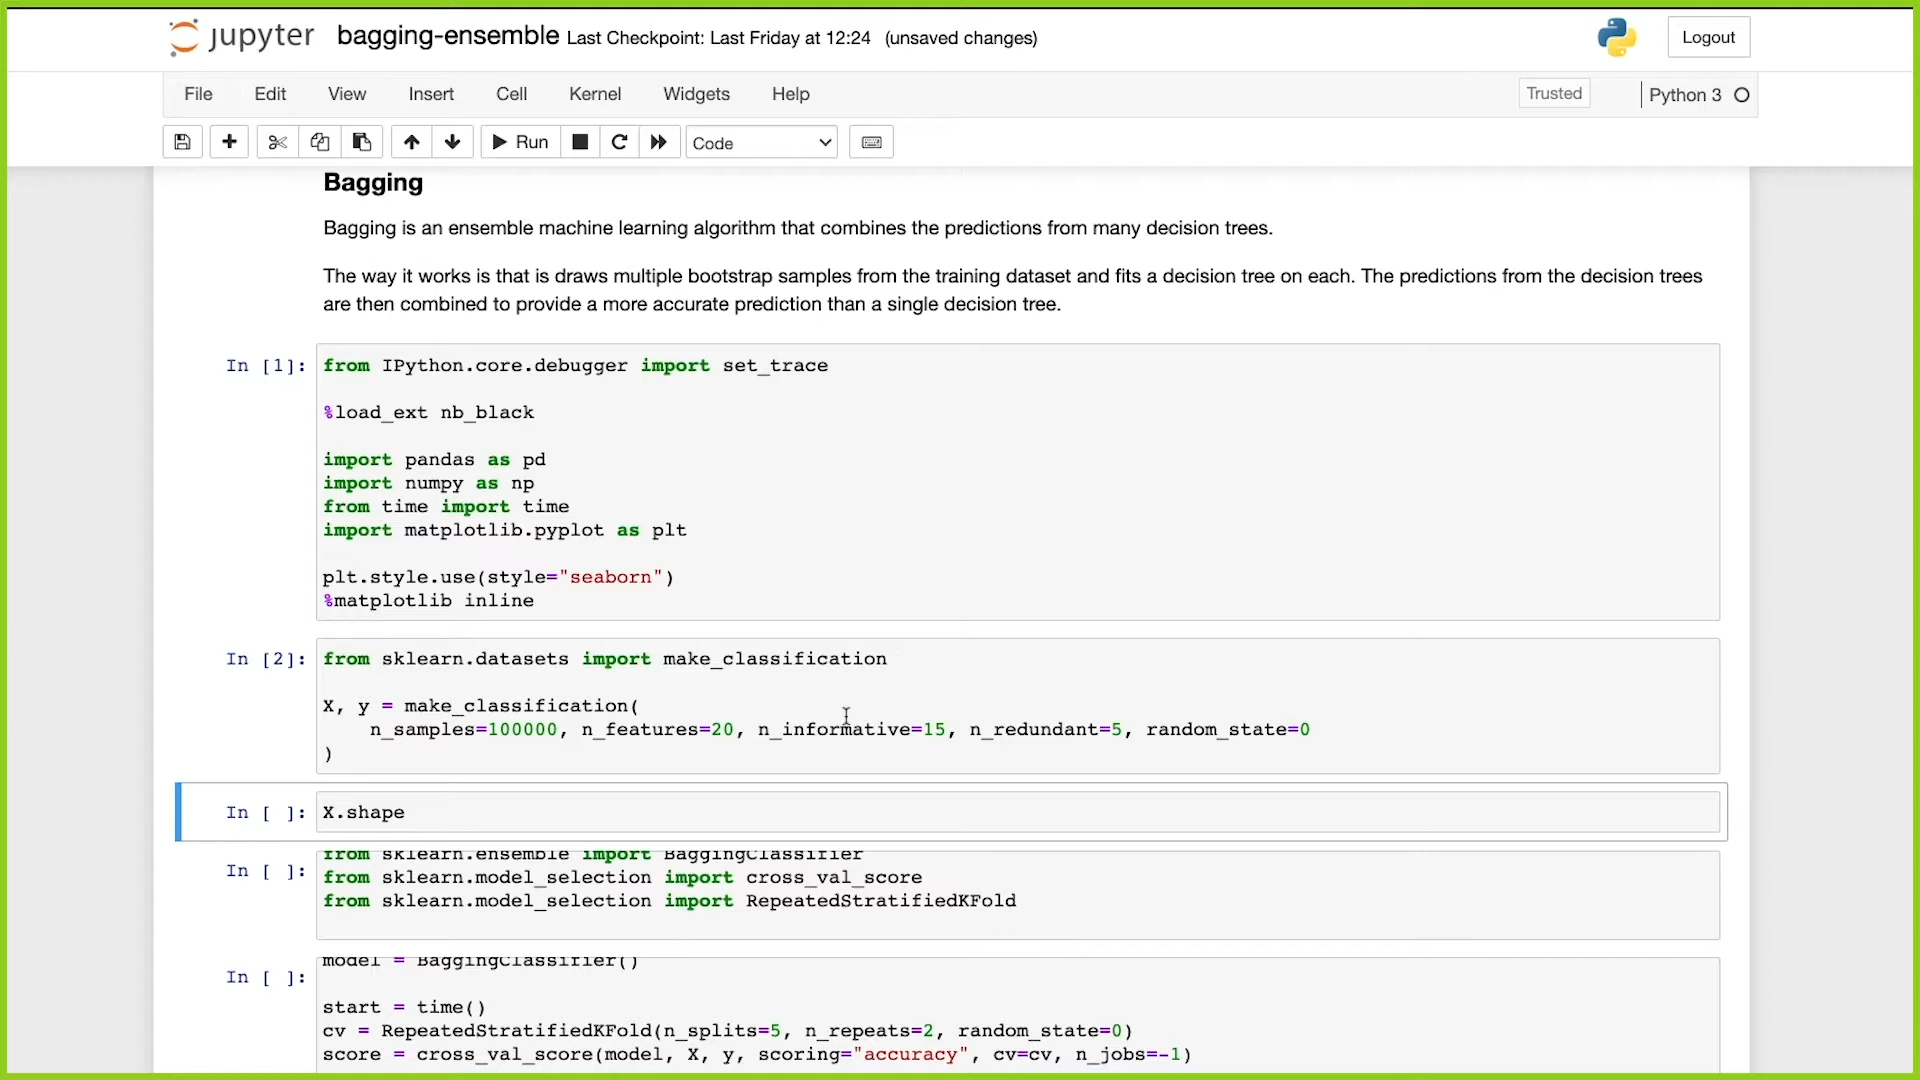 jupyter bagging-ensemble Last Checkpoint: Last Friday at 12:24 (unsaved changes) Logout
File Edit View Insert Cell Kernel Widgets Help Trusted Python 3
Run Code
Bagging
Bagging is an ensemble machine learning algorithm that combines the predictions from many decision trees.
The way it works is that is draws multiple bootstrap samples from the training dataset and fits a decision tree on each. The predictions from the decision trees
are then combined to provide a more accurate prediction than a single decision tree.
In [1]: from IPython.core.debugger import set_trace
%load_ext nb_black
import pandas as pd
import numpy as np
from time import time
import matplotlib.pyplot as plt
plt.style.use(style="seaborn")
%matplotlib inline
In [2]: from sklearn.datasets import make_classification
X, y = make_classification(
n_samples=100000, n_features=20, n_informative=15, n_redundant=5, random_state=0
)
In [ ]: X.shape
from sklearn.ensemble import BaggingClassifier
In [ ]: from sklearn.model_selection import cross_val_score
from sklearn.model_selection import RepeatedStratifiedKFold
model = BaggingClassifier()
In [ ]:
start = time()
cv = RepeatedStratifiedKFold(n_splits=5, n_repeats=2, random_state=0)
score = cross_val_score(model, X, y, scoring="accuracy", cv=cv, n_jobs=-1)